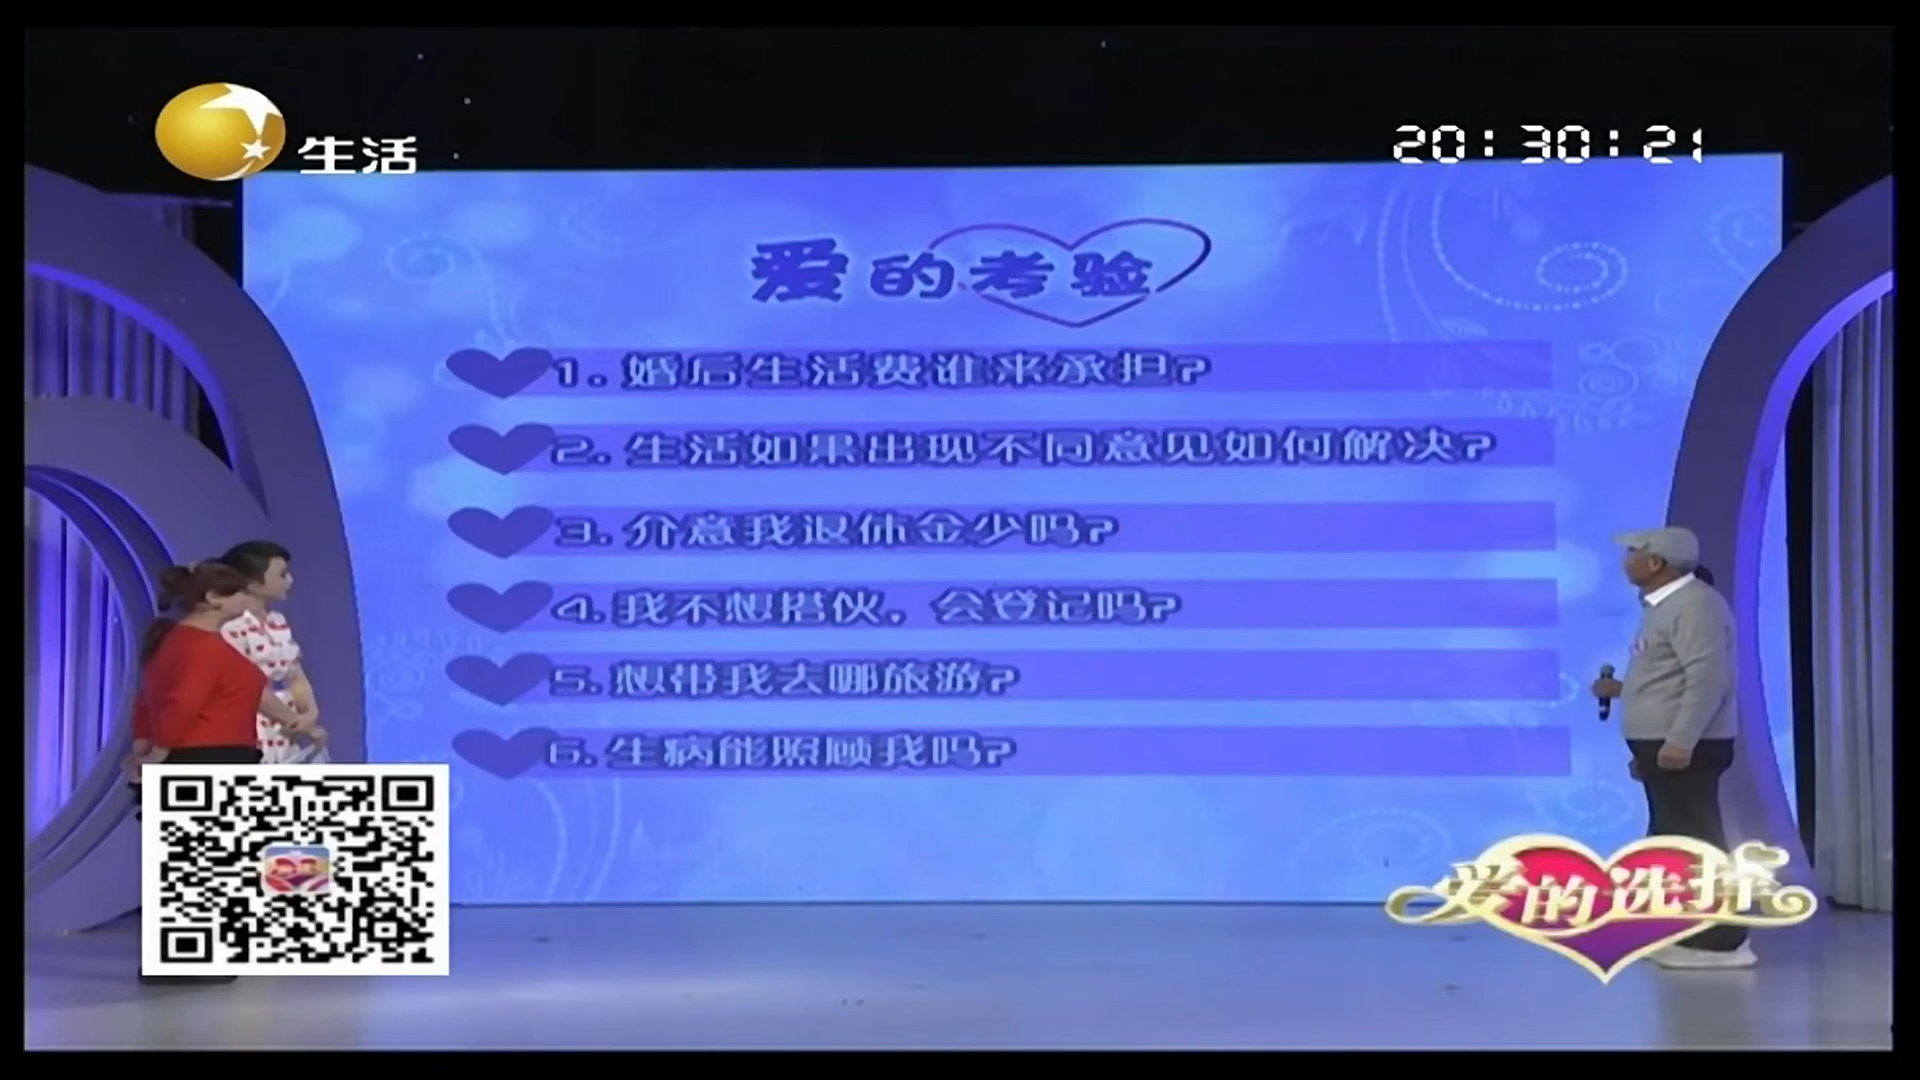 生活
20:30:21
爱的考验
1.婚后生活费谁来承担?
2.生活如果出现不同意见如何解决?
3.介意我退休金少吗?
4.我不想搭伙，会登记吗?
5.想带我去哪旅游?
6.生病能照顾我吗?
爱的选择